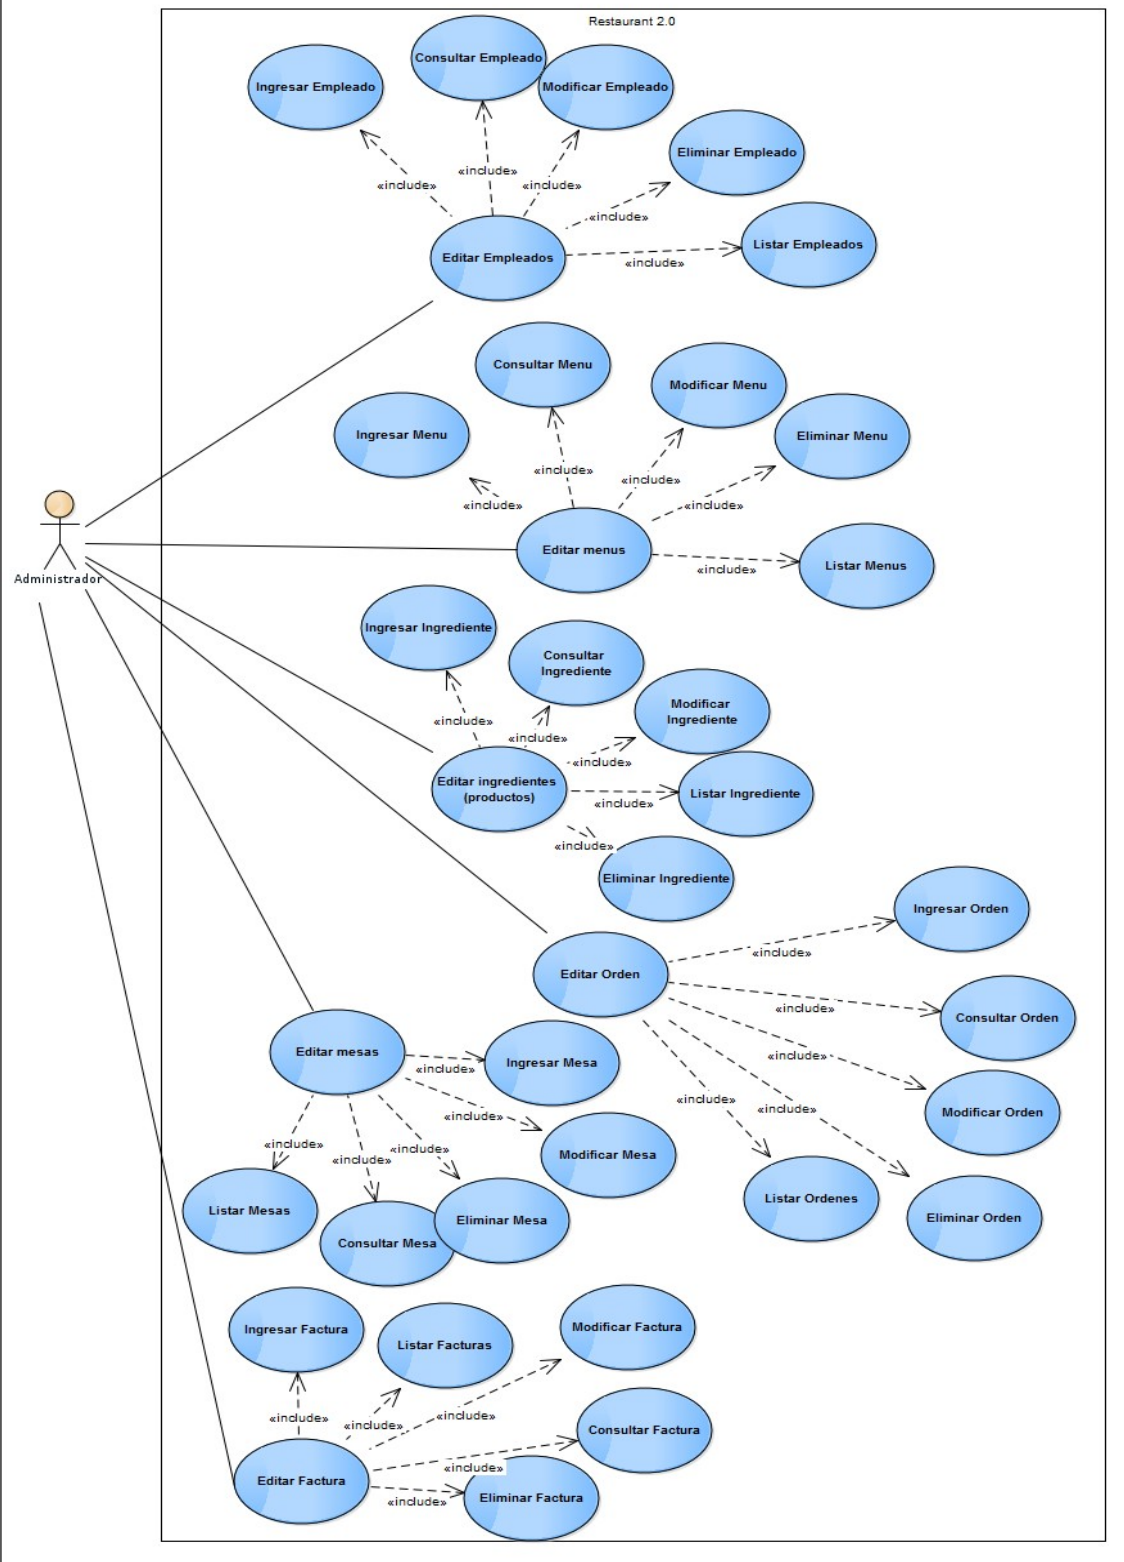 Restaurant 2.0
Consultar Empleado
Ingresar Empleado
Modificar Empleado
Eliminar Empleado
«include»
«include»
«include»
«include»
Listar Empleados
Editar Empleados
«include»
Consultar Menu
Modificar Menu
Ingresar Menu
Eliminar Menu
«include»
«include»
«include»
«include»
Editar menus
Listar Menus
«include»
Administrador
Ingresar Ingrediente
Consultar
Ingrediente
Modificar
Ingrediente
«include»
«include»
«include»
Editar ingredientes
(productos)
Listar Ingrediente
«include»
«include»
Eliminar Ingrediente
Ingresar Orden
«include»
Editar Orden
«include»
Consultar Orden
«include»
«include»
«include»
Modificar Orden
Listar Ordenes
Eliminar Orden
Editar mesas
Ingresar Mesa
«include»
«include»
«include»
«include»
«include»
Modificar Mesa
Listar Mesas
Consultar Mesa
Eliminar Mesa
Ingresar Factura
Listar Facturas
Modificar Factura
«include»
«include»
«include»
Consultar Factura
«include»
Editar Factura
«include»
Eliminar Factura